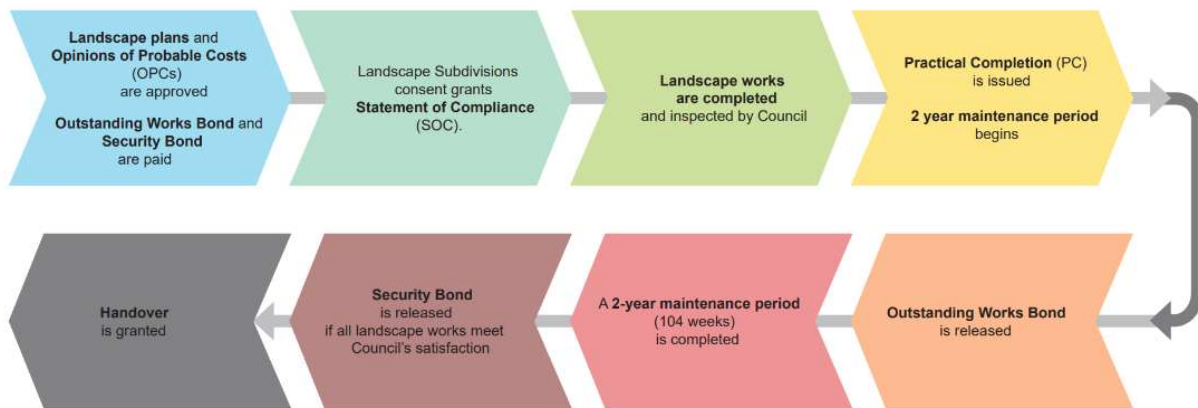 Landscape plans and
Opinions of Probable Costs
(OPCs)
are approved
Outstanding Works Bond and
Security Bond
are paid
Landscape Subdivisions
consent grants
Statement of Compliance
(SOC).
Landscape works
are completed
and inspected by Council
Practical Completion (PC)
is issued
2 year maintenance period
begins
Outstanding Works Bond
is released
A 2-year maintenance period
(104 weeks)
is completed
Security Bond
is released
if all landscape works meet
Council's satisfaction
Handover
is granted